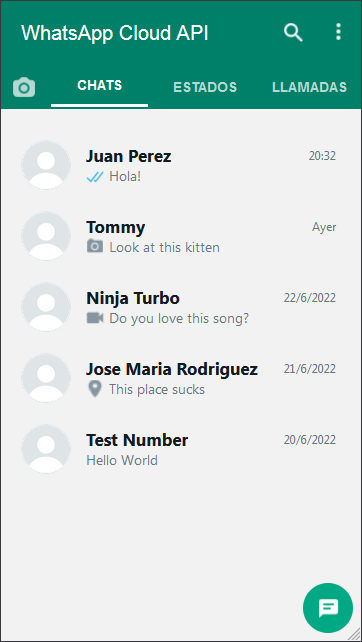 WhatsApp Cloud API
CHATS ESTADOS LLAMADAS
Juan Perez 20:32
Hola!
Tommy Ayer
Look at this kitten
Ninja Turbo 22/6/2022
Do you love this song?
Jose Maria Rodriguez 21/6/2022
This place sucks
Test Number 20/6/2022
Hello World